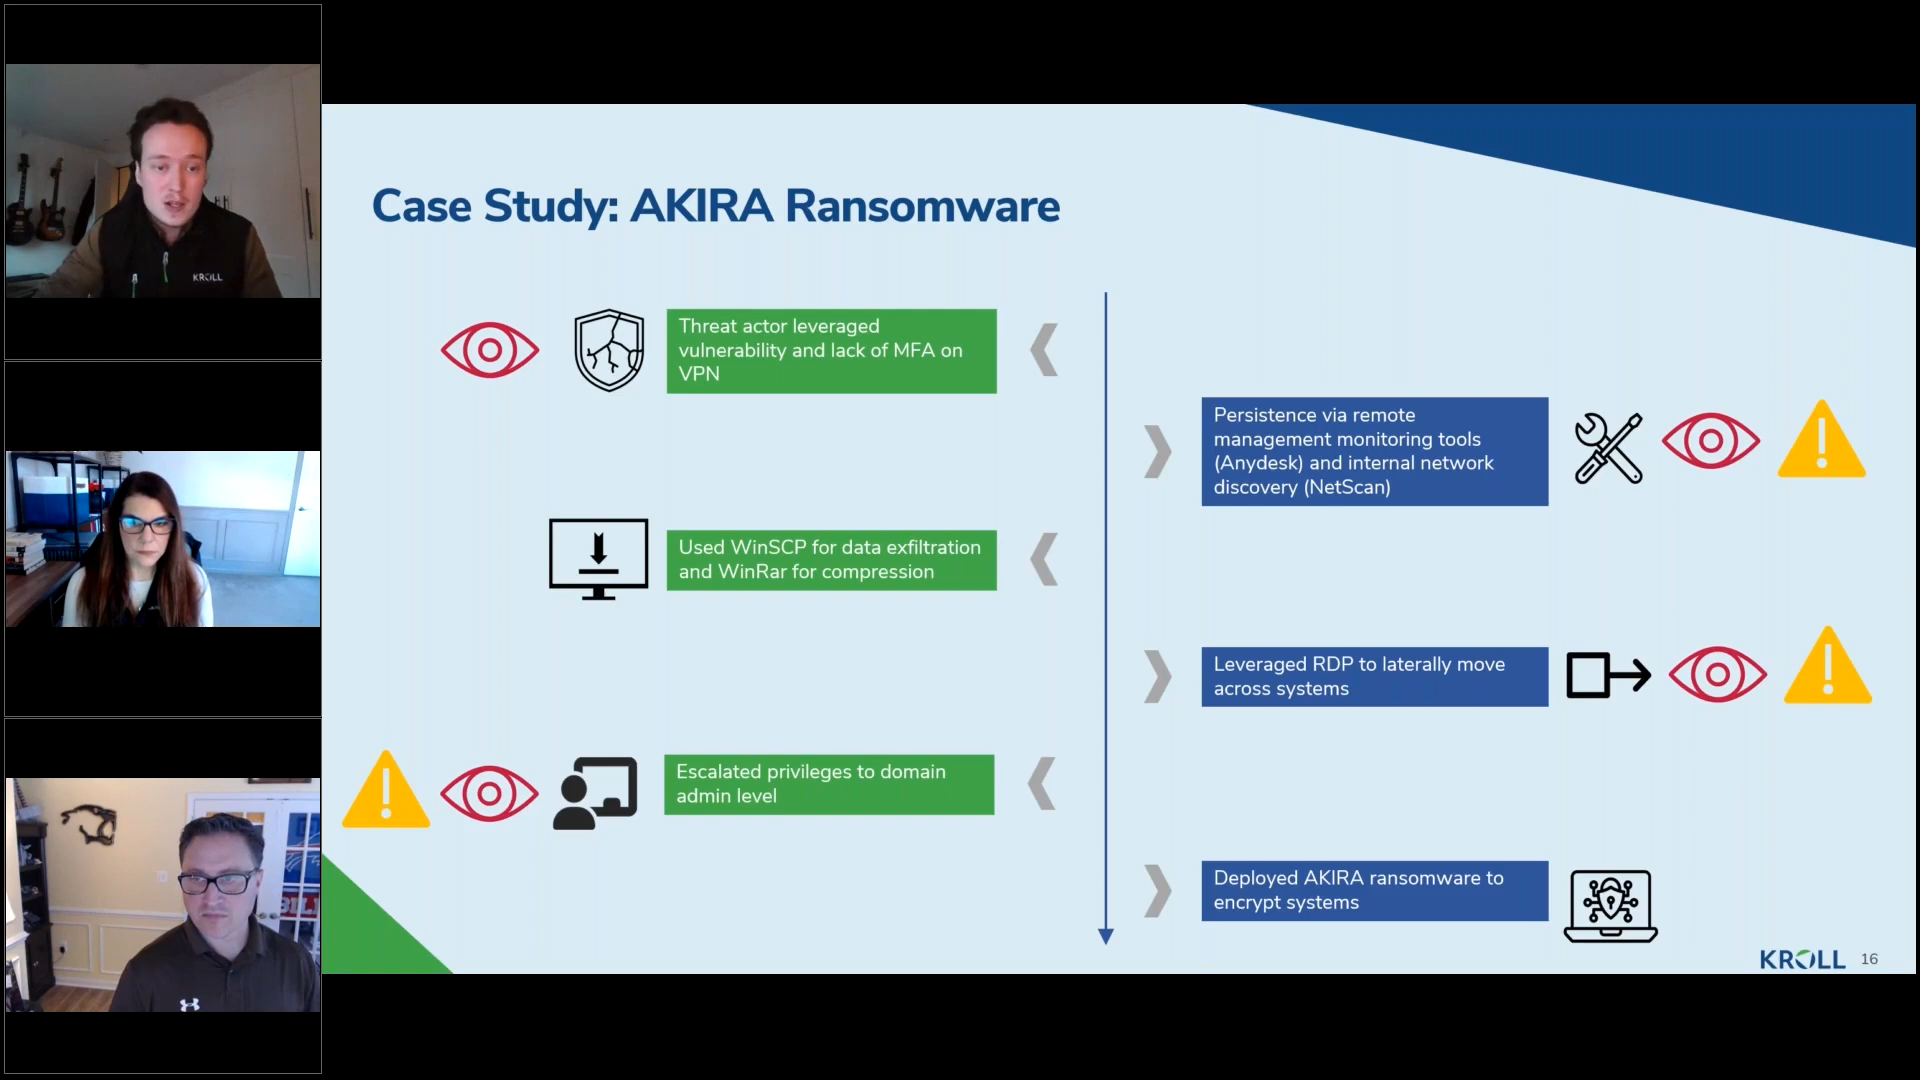 Case Study: AKIRA Ransomware
Threat actor leveraged
vulnerability and lack of MFA on
VPN
Persistence via remote
management monitoring tools
(Anydesk) and internal network
discovery (NetScan)
Used WinSCP for data exfiltration
and WinRar for compression
Leveraged RDP to laterally move
across systems
Escalated privileges to domain
admin level
Deployed AKIRA ransomware to
encrypt systems
KROLL 16
KROLL